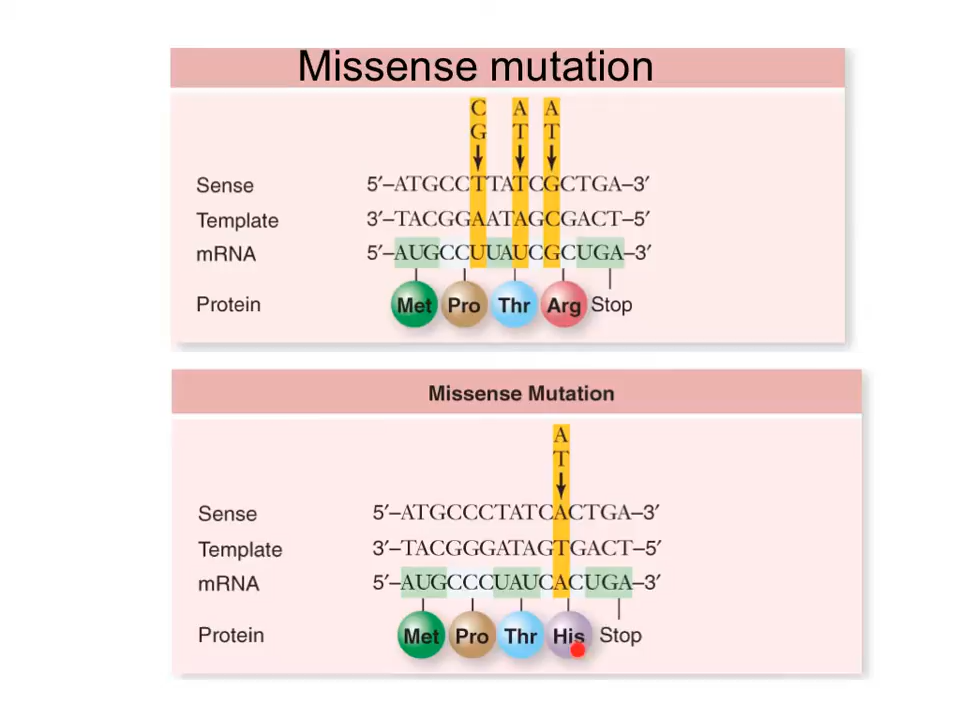 Missense mutation
C A A
G T T
Sense 5′–ATGCCTTATCGCTGA–3′
Template 3′–TACGGAATAGCGACT–5′
mRNA 5′–AUGCCUUAUCGCUGA–3′
Protein Met Pro Thr Arg Stop
Missense Mutation
A
T
Sense 5′–ATGCCCTATCACTGA–3′
Template 3′–TACGGGATAGTGACT–5′
mRNA 5′–AUGCCCUAUCACUGA–3′
Protein Met Pro Thr His Stop